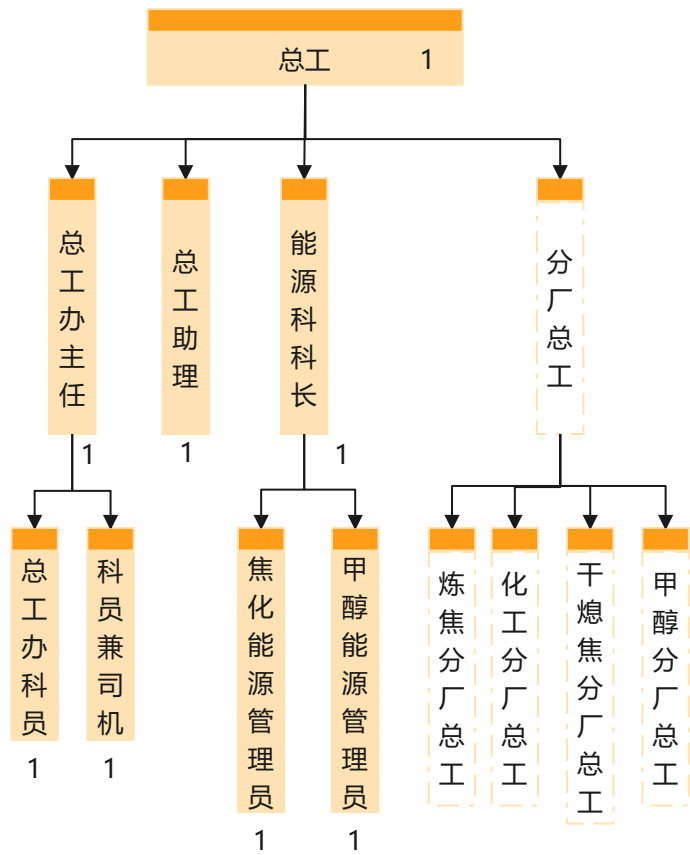 总工 1
总工办主任
1
总工助理
1
能源科科长
1
分厂总工
总工办科员
1
科员兼司机
1
焦化能源管理员
1
甲醇能源管理员
1
炼焦分厂总工
化工分厂总工
干熄焦分厂总工
甲醇分厂总工